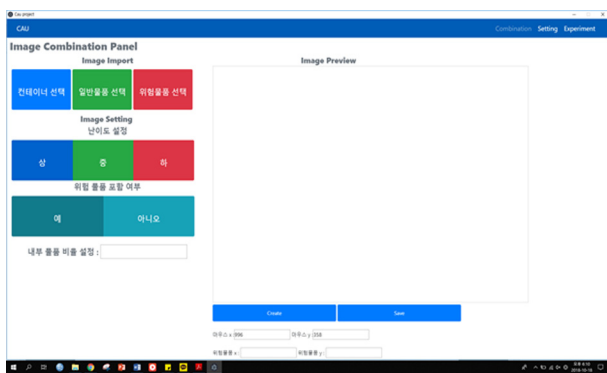 Cau project
CAU
Combination Setting Experiment
Image Combination Panel
Image Import
Image Preview
컨테이너 선택
일반물품 선택
위험물품 선택
Image Setting
난이도 설정
상
중
하
위험 물품 포함 여부
예
아니오
내부 물품 비율 설정 :
Create
Save
마우스 x: 996
마우스 y: 358
위험물품 x:
위험물품 y:
2018-10-18